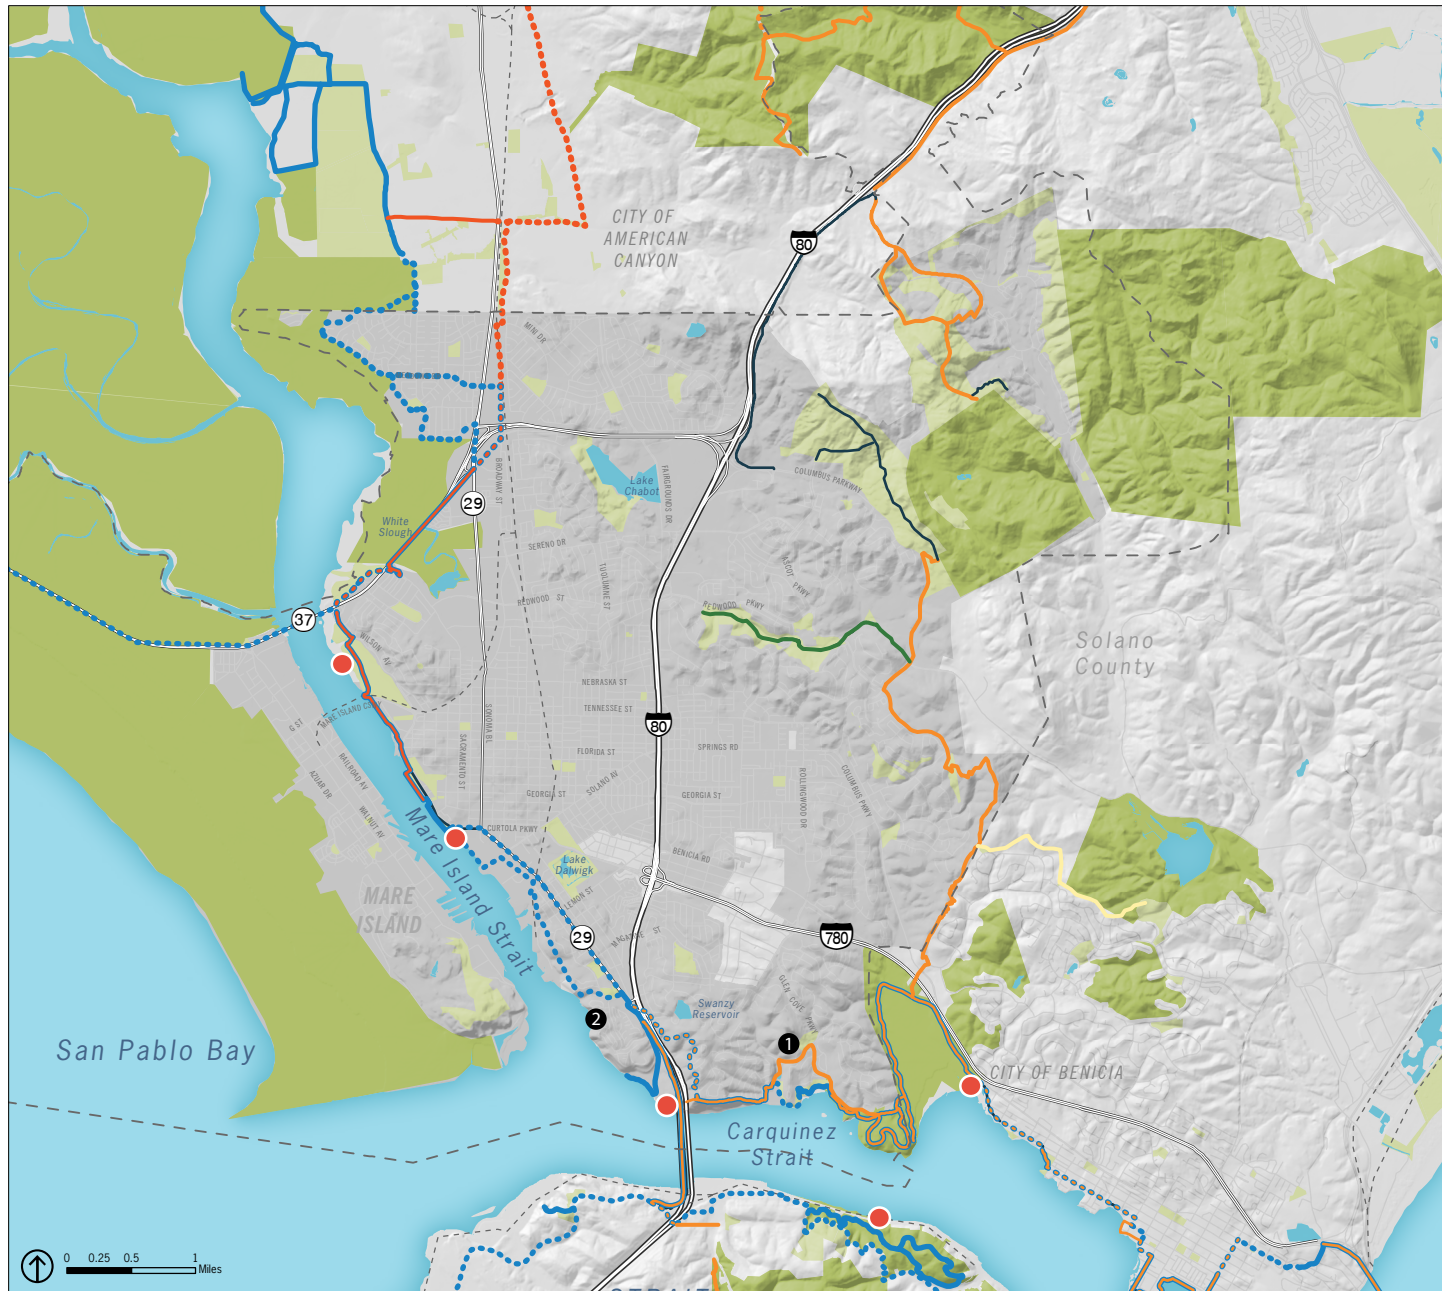 CITY OF
AMERICAN
CANYON
80
MINI DR
Lake
Chabot
FAIRGROUNDS DR
COLUMBUS PARKWAY
BROADWAY ST
29
White
Slough
SERENO DR
TUOLUMNE ST
ASCOT PKWY
REDWOOD ST
REDWOOD PKWY
37
WILSON AV
Solano
County
NEBRASKA ST
TENNESSEE ST
MARE ISLAND CSWY
G ST
SONOMA BL
SACRAMENTO ST
80
SPRINGS RD
FLORIDA ST
RAILROAD AV
AZUAR DR
WALNUT AV
SOLANO AV
GEORGIA ST
GEORGIA ST
ROLLINGWOOD DR
COLUMBUS PKWY
CURTOLA PKWY
Mare Island Strait
BENICIA RD
Lake
Dalwigk
LEMON ST
MARE
ISLAND
29
MAGAZINE ST
780
GLEN COVE PKWY
Swanzy
Reservoir
2
1
San Pablo Bay
CITY OF BENICIA
Carquinez
Strait
0 0.25 0.5 1
Miles
STRAIT